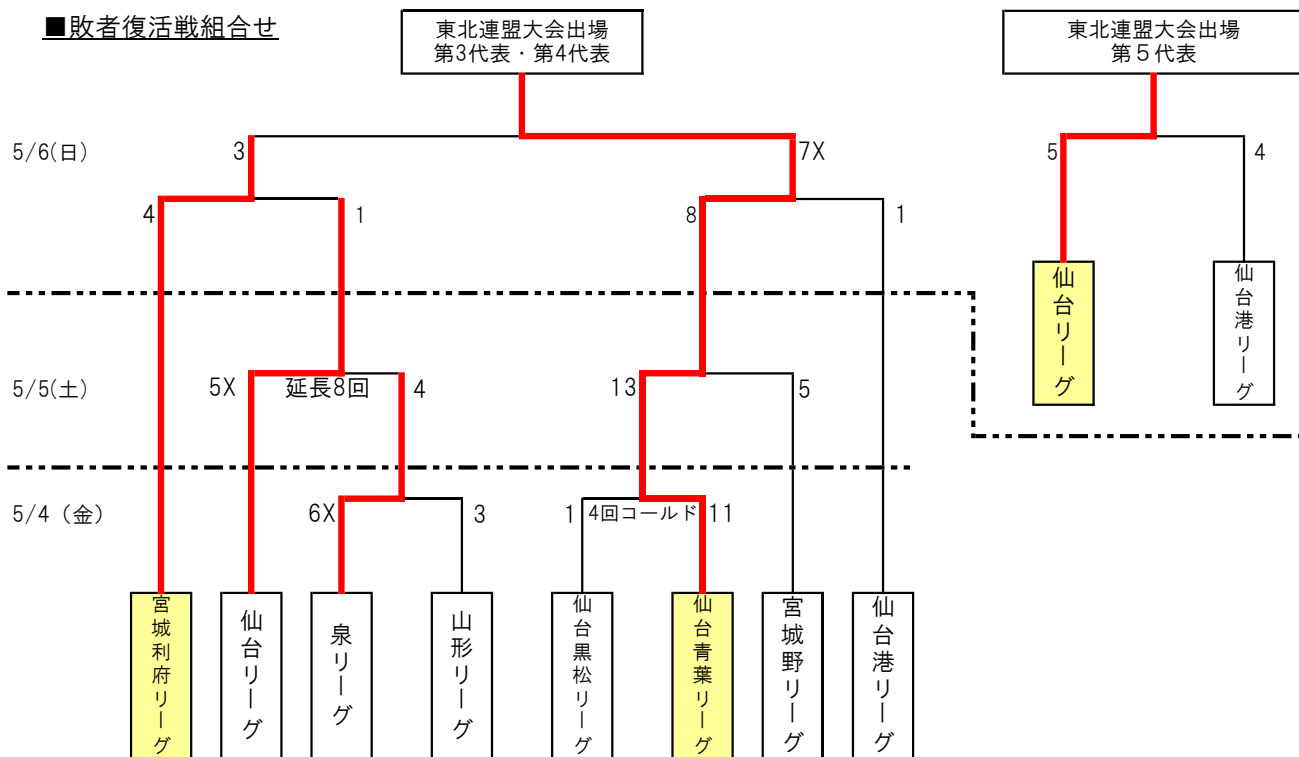 ■敗者復活戦組合せ
東北連盟大会出場
第3代表・第4代表
東北連盟大会出場
第５代表
5/6(日)
3
7X
5
4
4
1
8
1
仙台リーグ
仙台港リーグ
5/5(土)
5X
延長8回
4
13
5
5/4（金）
6X
3
1
4回コールド
11
宮城利府リーグ
仙台リーグ
泉リーグ
山形リーグ
仙台黒松リーグ
仙台青葉リーグ
宮城野リーグ
仙台港リーグ